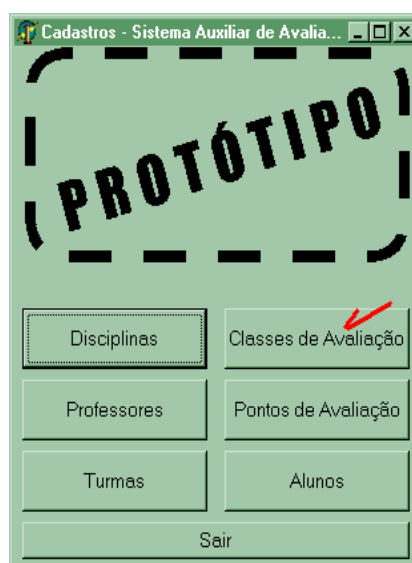 Cadastros - Sistema Auxiliar de Avalia...
PROTÓTIPO
Disciplinas
Classes de Avaliação
Professores
Pontos de Avaliação
Turmas
Alunos
Sair